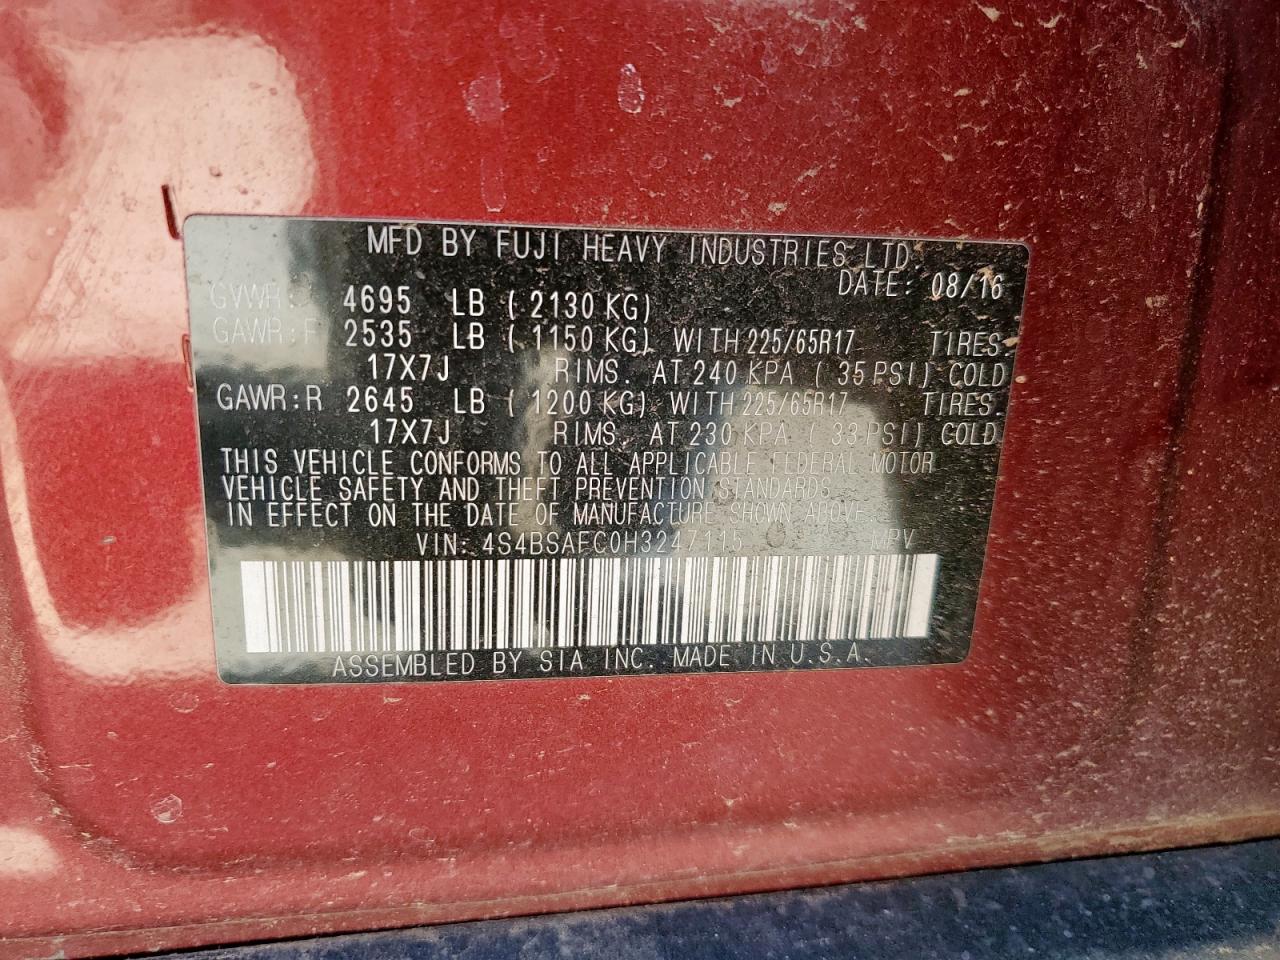 MFD BY FUJI HEAVY INDUSTRIES LTD.
DATE: 08/16
GVWR: 4695 LB ( 2130 KG)
GAWR:F 2535 LB ( 1150 KG) WITH 225/65R17 TIRES.
17X7J RIMS. AT 240 KPA ( 35 PSI) COLD
GAWR:R 2645 LB ( 1200 KG) WITH 225/65R17 TIRES.
17X7J RIMS. AT 230 KPA ( 33 PSI) COLD
THIS VEHICLE CONFORMS TO ALL APPLICABLE FEDERAL MOTOR
VEHICLE SAFETY AND THEFT PREVENTION STANDARDS
IN EFFECT ON THE DATE OF MANUFACTURE SHOWN ABOVE.
VIN: 4S4BSAFC0H3247115 MPV
ASSEMBLED BY SIA INC. MADE IN U.S.A.